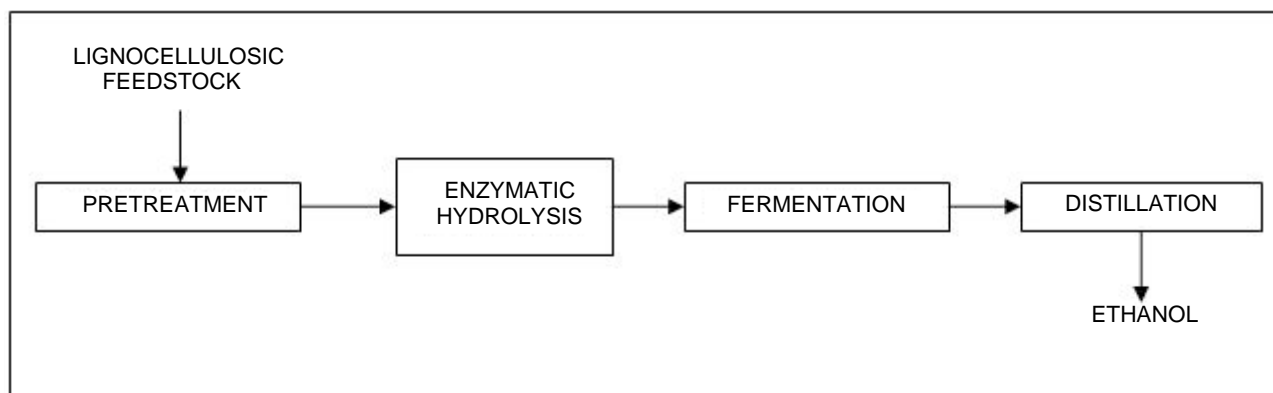 LIGNOCELLULOSIC
FEEDSTOCK
PRETREATMENT
ENZYMATIC
HYDROLYSIS
FERMENTATION
DISTILLATION
ETHANOL